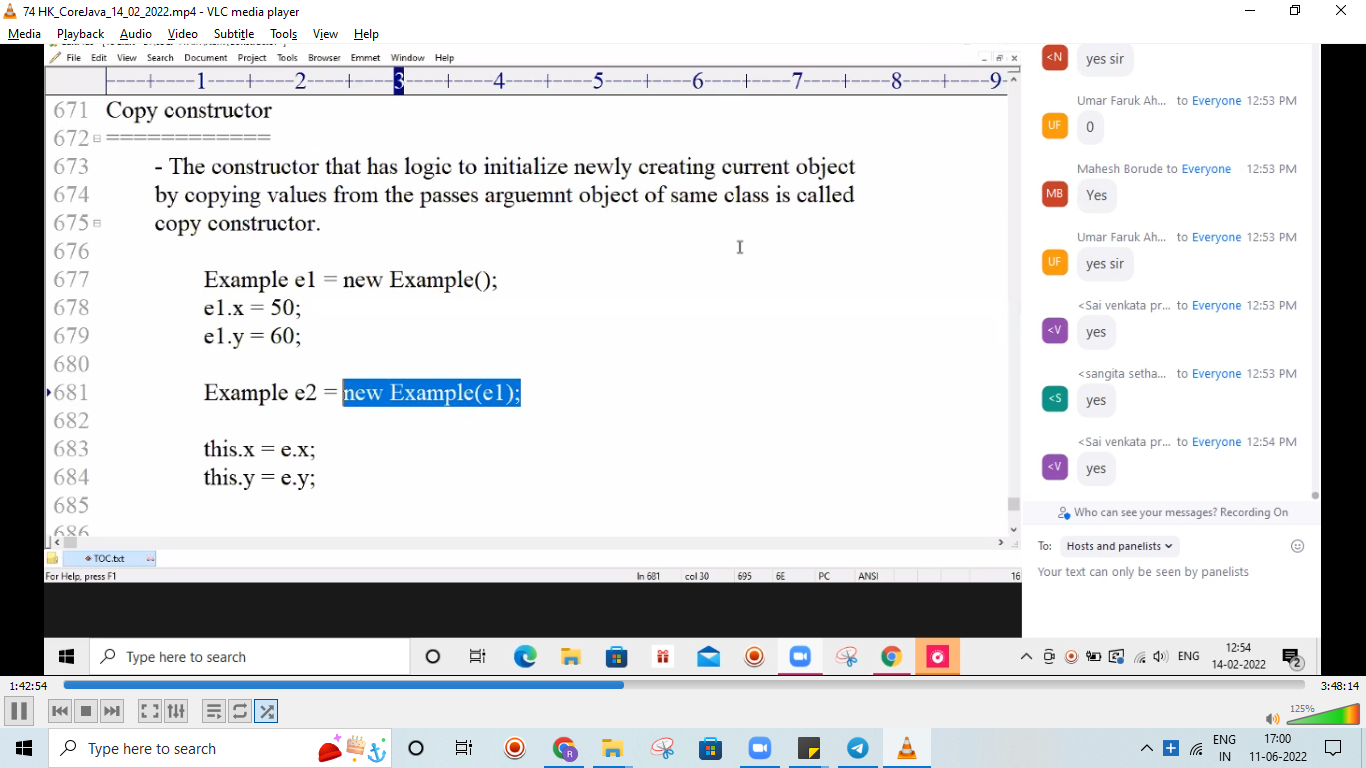 74 HK_CoreJava_14_02_2022.mp4 - VLC media player
Media Playback Audio Video Subtitle Tools View Help
File Edit View Search Document Project Tools Browser Emmet Window Help
1 2 3 4 5 6 7 8 9
671 Copy constructor
672 ============
673 - The constructor that has logic to initialize newly creating current object
674 by copying values from the passes arguemnt object of same class is called
675 copy constructor.
676
677 Example e1 = new Example();
678 e1.x = 50;
679 e1.y = 60;
680
681 Example e2 = new Example(e1);
682
683 this.x = e.x;
684 this.y = e.y;
685
686
TOC.txt
For Help, press F1 ln 681 col 30 695 6E PC ANSI 16
<N yes sir
Umar Faruk Ah... to Everyone 12:53 PM
UF 0
Mahesh Borude to Everyone 12:53 PM
MB Yes
Umar Faruk Ah... to Everyone 12:53 PM
UF yes sir
<Sai venkata pr... to Everyone 12:53 PM
<V yes
<sangita setha... to Everyone 12:53 PM
<S yes
<Sai venkata pr... to Everyone 12:54 PM
<V yes
Who can see your messages? Recording On
To: Hosts and panelists
Your text can only be seen by panelists
Type here to search
ENG 12:54
14-02-2022 2
1:42:54 3:48:14
125%
Type here to search
ENG 17:00
IN 11-06-2022